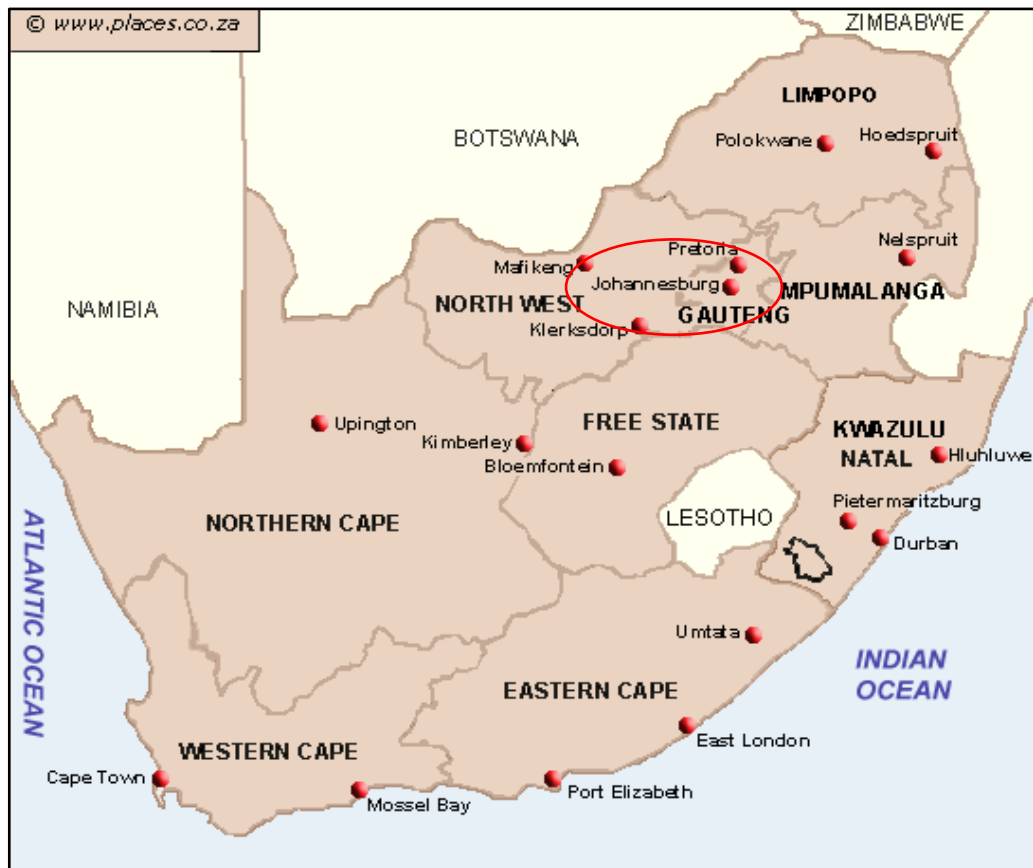 © www.places.co.za
ZIMBABWE
LIMPOPO
BOTSWANA
Polokwane
Hoedspruit
Pretoria
Nelspruit
Mafikeng
Johannesburg
MPUMALANGA
NAMIBIA
NORTH WEST
GAUTENG
Klerksdorp
Upington
FREE STATE
KWAZULU
NATAL
Kimberley
Hluhluwe
Bloemfontein
Pietermaritzburg
NORTHERN CAPE
LESOTHO
Durban
ATLANTIC OCEAN
Umtata
INDIAN
OCEAN
EASTERN CAPE
WESTERN CAPE
East London
Cape Town
Port Elizabeth
Mossel Bay